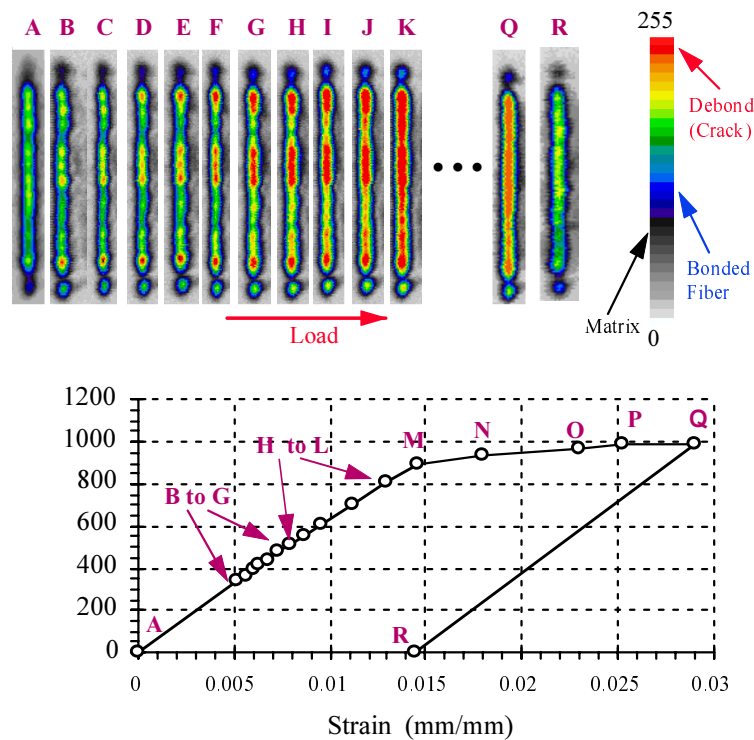 A B C D E F G H I J K Q R
255
Debond
(Crack)
Bonded
Fiber
Matrix
0
Load
1200
1000
800
600
400
200
0
M N O P Q
H to L
B to G
A
R
0 0.005 0.01 0.015 0.02 0.025 0.03
Strain (mm/mm)